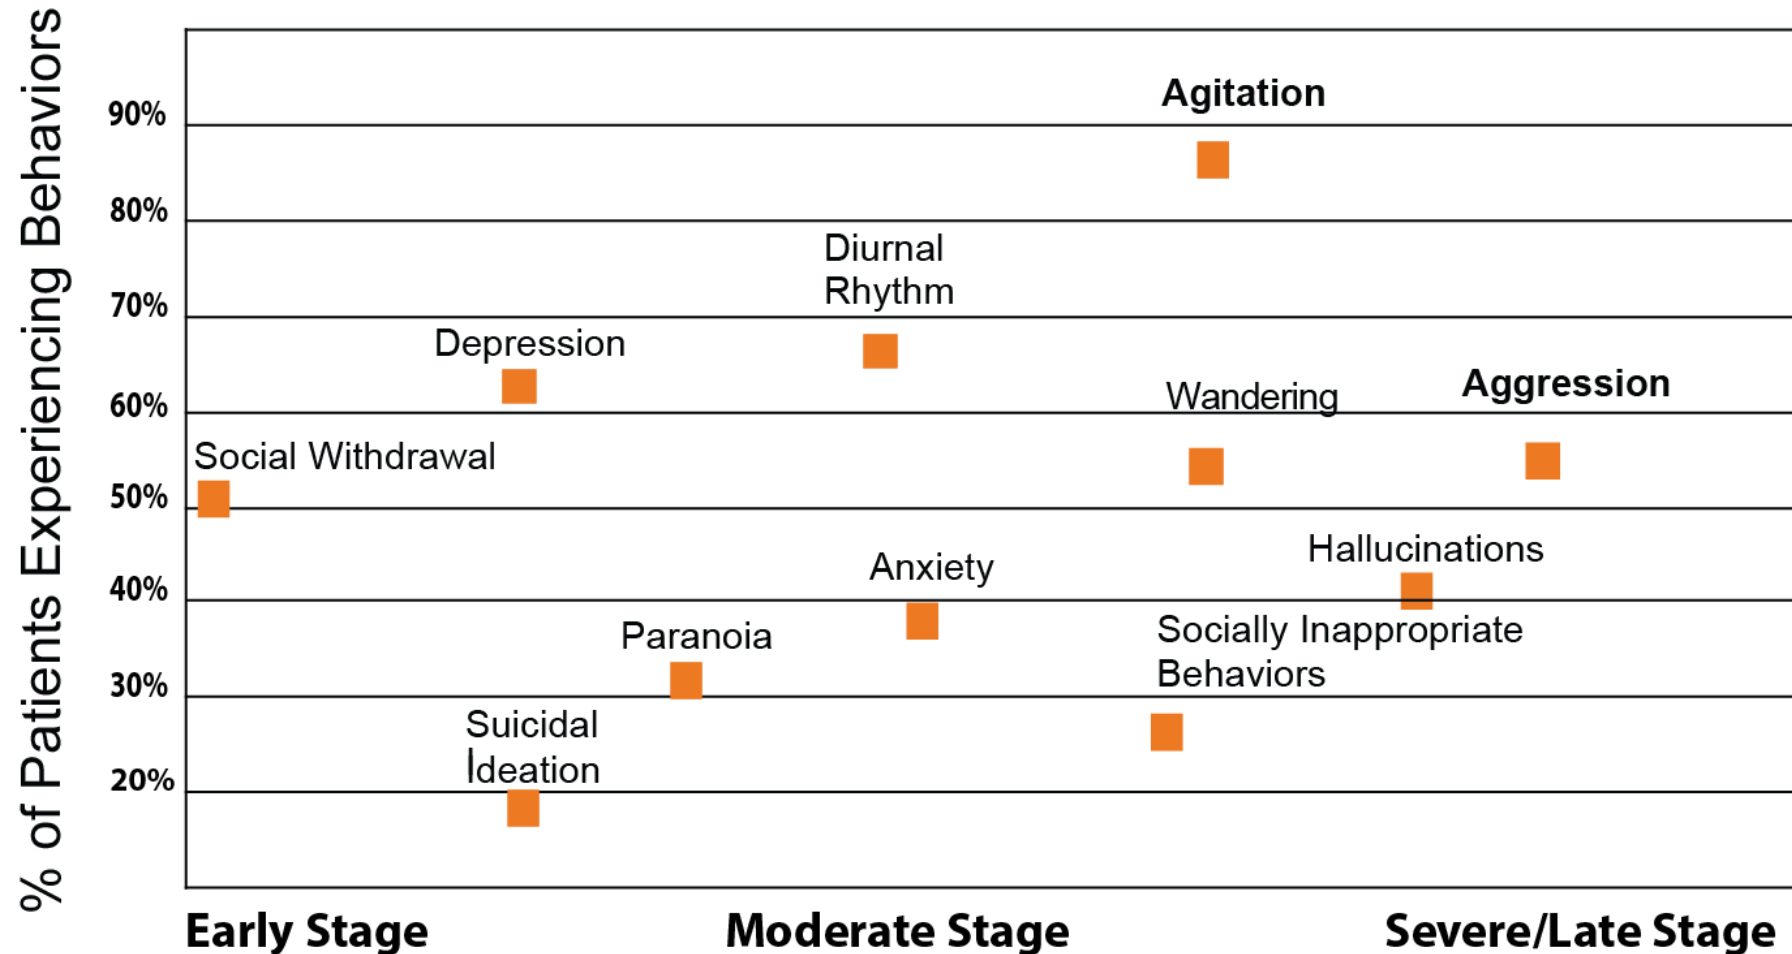 % of Patients Experiencing Behaviors
90%
80%
70%
60%
50%
40%
30%
20%
Agitation
Diurnal
Rhythm
Depression
Wandering
Aggression
Social Withdrawal
Hallucinations
Anxiety
Socially Inappropriate
Behaviors
Paranoia
Suicidal
Ideation
Early Stage
Moderate Stage
Severe/Late Stage